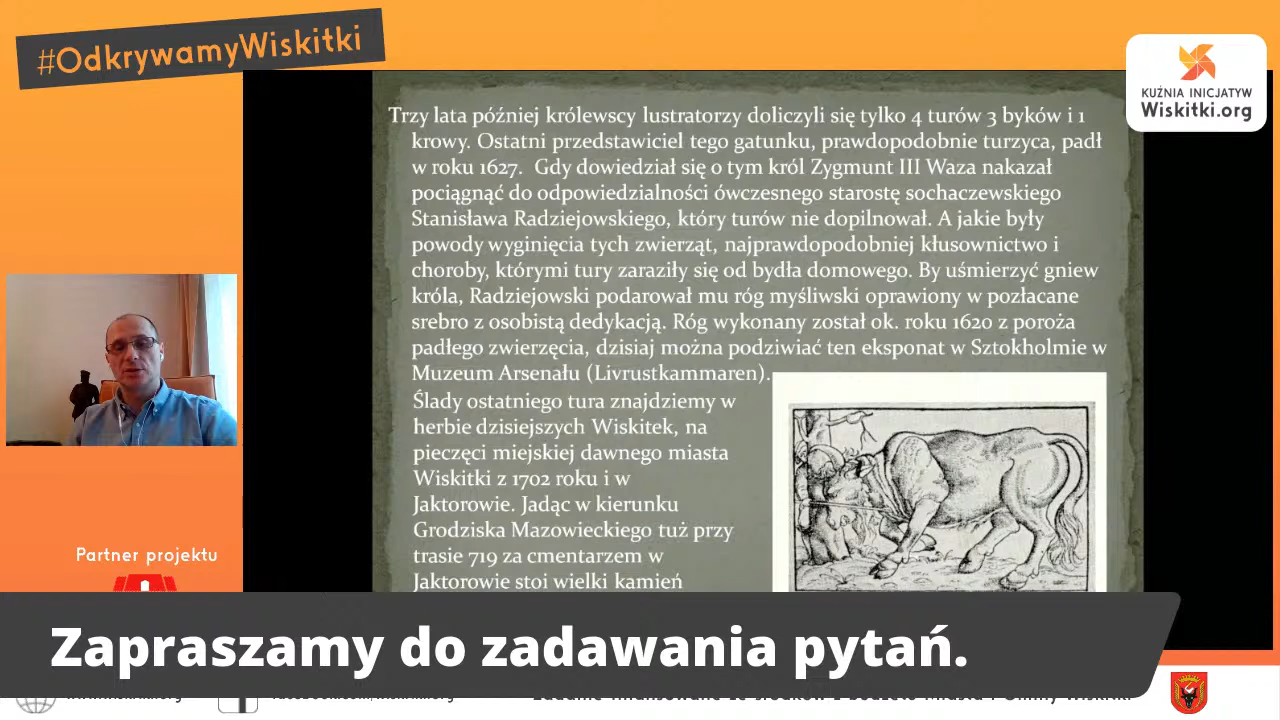 #OdkrywamyWiskitki
KUŹNIA INICJATYW
Wiskitki.org
Trzy lata później królewscy lustratorzy doliczyli się tylko 4 turów 3 byków i 1
krowy. Ostatni przedstawiciel tego gatunku, prawdopodobnie turzyca, padł
w roku 1627. Gdy dowiedział się o tym król Zygmunt III Waza nakazał
pociągnąć do odpowiedzialności ówczesnego starostę sochaczewskiego
Stanisława Radziejowskiego, który turów nie dopilnował. A jakie były
powody wyginięcia tych zwierząt, najprawdopodobniej kłusownictwo i
choroby, którymi tury zaraziły się od bydła domowego. By uśmierzyć gniew
króla, Radziejowski podarował mu róg myśliwski oprawiony w pozłacane
srebro z osobistą dedykacją. Róg wykonany został ok. roku 1620 z poroża
padłego zwierzęcia, dzisiaj można podziwiać ten eksponat w Sztokholmie w
Muzeum Arsenału (Livrustkammaren).
Ślady ostatniego tura znajdziemy w
herbie dzisiejszych Wiskitek, na
pieczęci miejskiej dawnego miasta
Wiskitki z 1702 roku i w
Jaktorowie. Jadąc w kierunku
Grodziska Mazowieckiego tuż przy
trasie 719 za cmentarzem w
Jaktorowie stoi wielki kamień
Partner projektu
Zapraszamy do zadawania pytań.